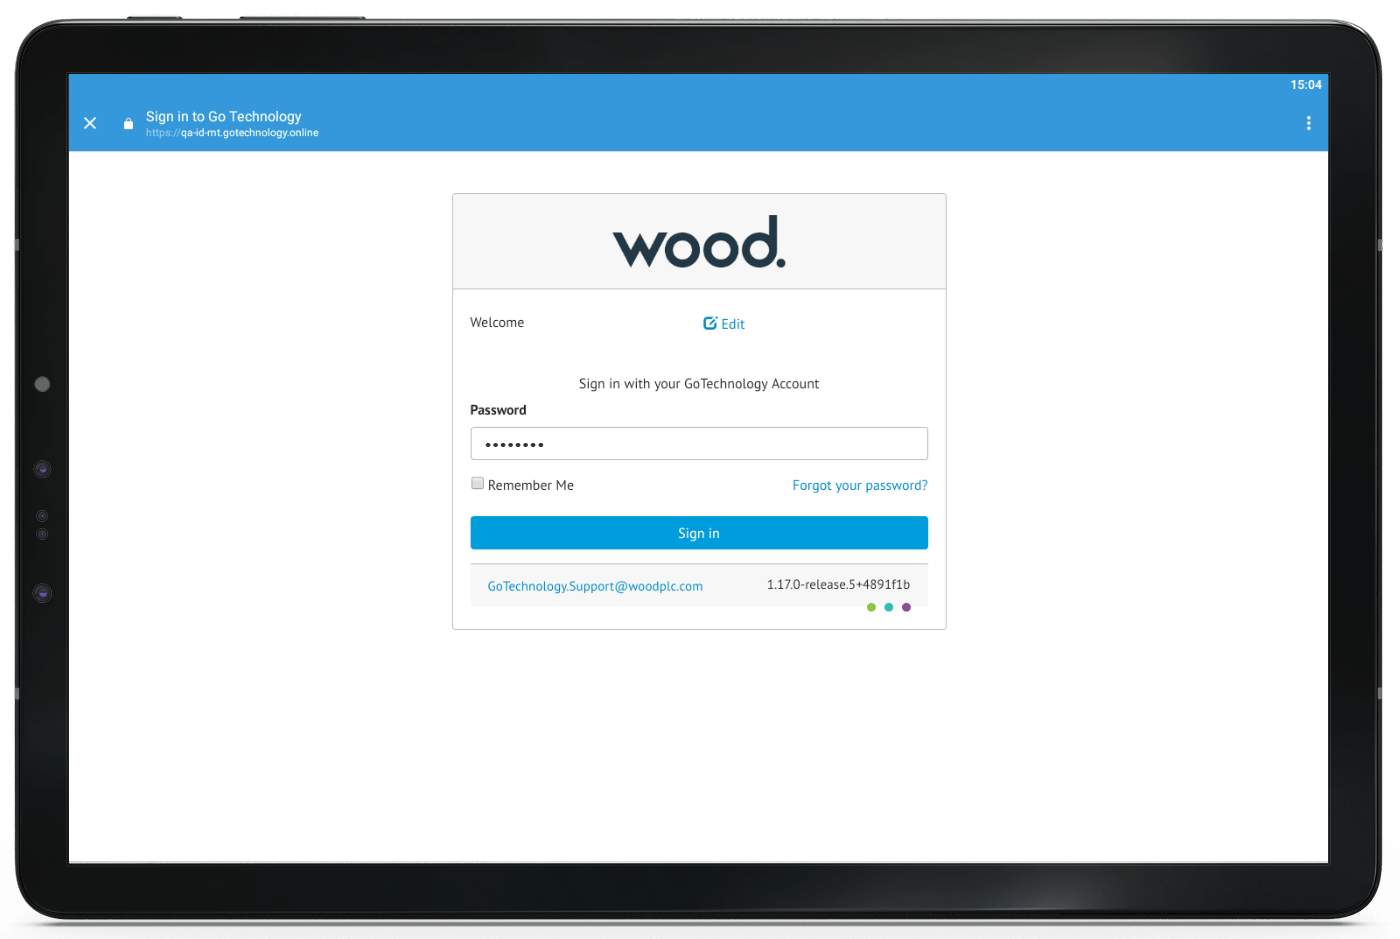 15:04
Sign in to Go Technology
https://qa-id-mt.gotechnology.online
wood.
Welcome Edit
Sign in with your GoTechnology Account
Password
Remember Me Forgot your password?
Sign in
GoTechnology.Support@woodplc.com 1.17.0-release.5+4891f1b